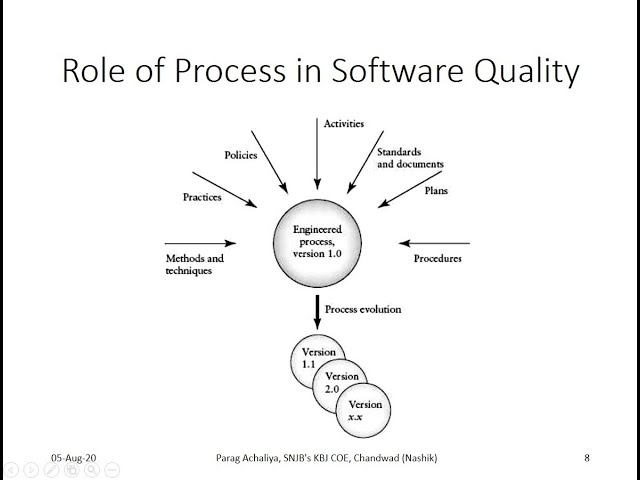 Role of Process in Software Quality
Activities
Policies
Standards
and documents
Practices
Plans
Engineered
process,
version 1.0
Methods and
techniques
Procedures
Process evolution
Version
1.1
Version
2.0
Version
x.x
05-Aug-20
Parag Achaliya, SNJB's KBJ COE, Chandwad (Nashik)
8